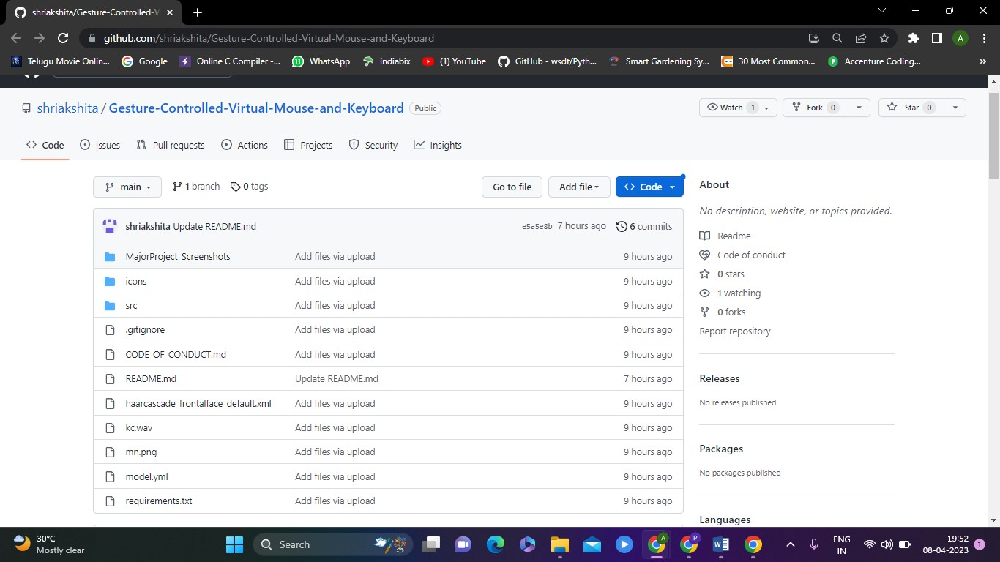 shriakshita/Gesture-Controlled-V
github.com/shriakshita/Gesture-Controlled-Virtual-Mouse-and-Keyboard
A
Telugu Movie Onlin... Google Online C Compiler -... 11 WhatsApp indiabix (1) YouTube GitHub - wsdt/Pyth... Smart Gardening Sy... 30 Most Common... Accenture Coding... »
shriakshita / Gesture-Controlled-Virtual-Mouse-and-Keyboard Public
Watch 1 Fork 0 Star 0
Code Issues Pull requests Actions Projects Security Insights
main 1 branch 0 tags Go to file Add file Code
shriakshita Update README.md e5a5e8b 7 hours ago 6 commits
MajorProject_Screenshots Add files via upload 9 hours ago
icons Add files via upload 9 hours ago
src Add files via upload 9 hours ago
.gitignore Add files via upload 9 hours ago
CODE_OF_CONDUCT.md Add files via upload 9 hours ago
README.md Update README.md 7 hours ago
haarcascade_frontalface_default.xml Add files via upload 9 hours ago
kc.wav Add files via upload 9 hours ago
mn.png Add files via upload 9 hours ago
model.yml Add files via upload 9 hours ago
requirements.txt Add files via upload 9 hours ago
About
No description, website, or topics provided.
Readme
Code of conduct
0 stars
1 watching
0 forks
Report repository
Releases
No releases published
Packages
No packages published
Languages
30°C
Mostly clear
Search
A
P
W
ENG
IN
19:52
08-04-2023
1